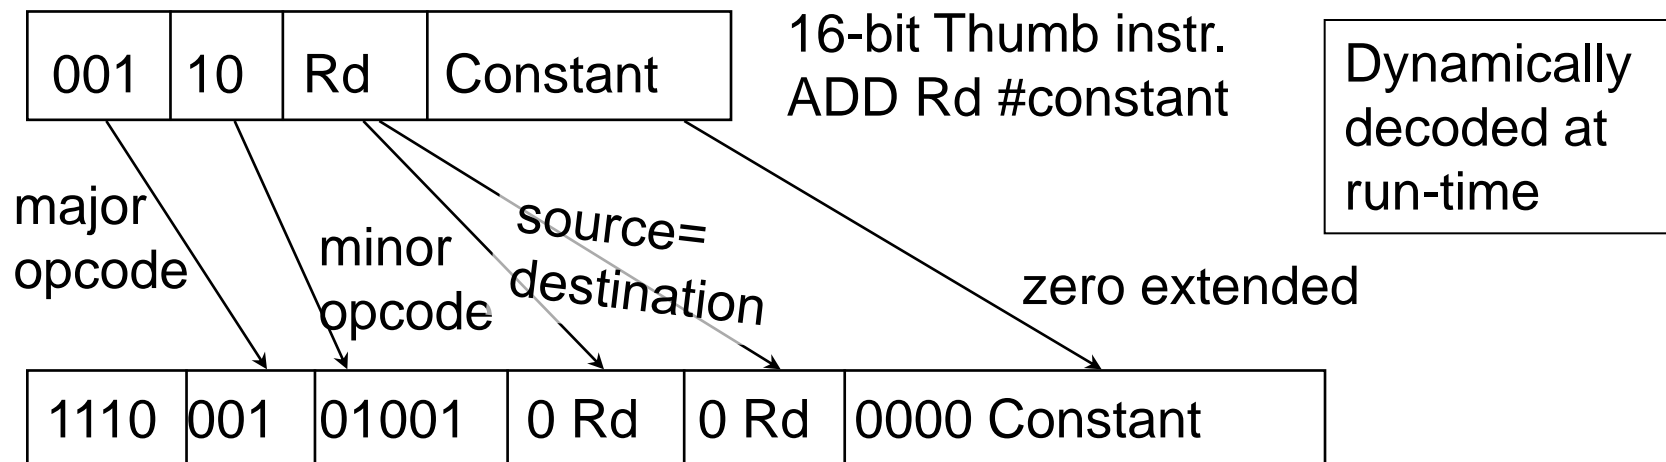 001 10 Rd Constant
16-bit Thumb instr.
ADD Rd #constant
Dynamically
decoded at
run-time
major
opcode
minor
opcode
source=
destination
zero extended
1110 001 01001 0 Rd 0 Rd 0000 Constant